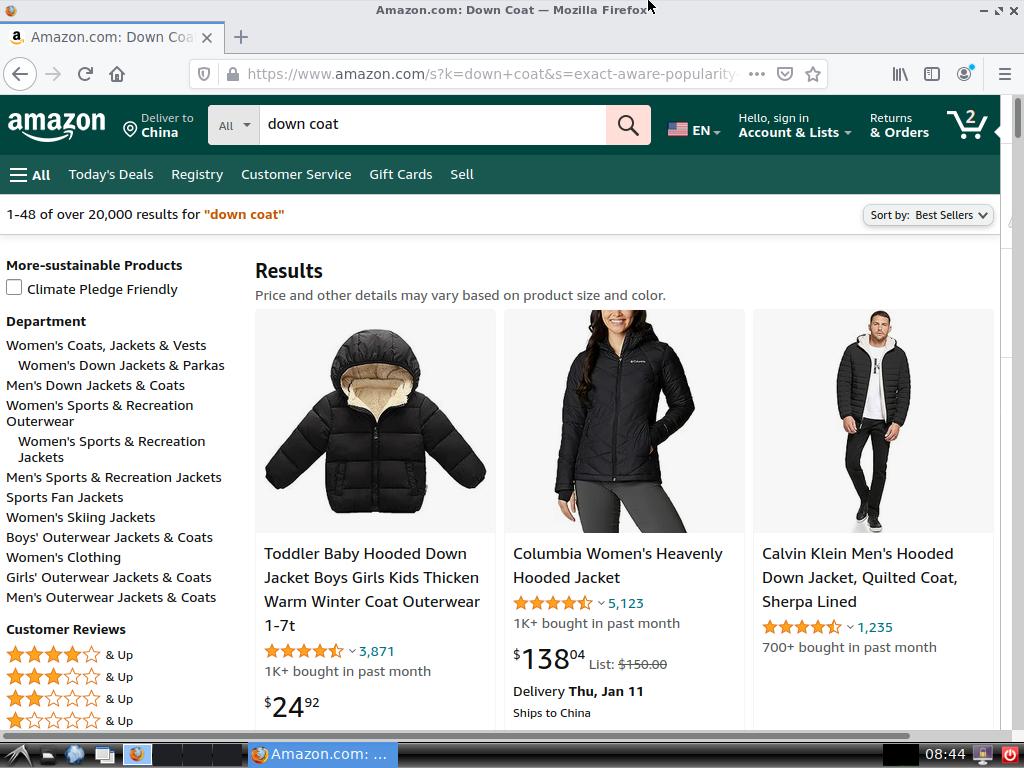 Amazon.com: Down Coat — Mozilla Firefox
Amazon.com: Down Coa
https://www.amazon.com/s?k=down+coat&s=exact-aware-popularity-
amazon
Deliver to
China
All
down coat
EN
Hello, sign in
Account & Lists
Returns
& Orders
2
All
Today's Deals
Registry
Customer Service
Gift Cards
Sell
1-48 of over 20,000 results for "down coat"
Sort by: Best Sellers
More-sustainable Products
Climate Pledge Friendly
Department
Women's Coats, Jackets & Vests
Women's Down Jackets & Parkas
Men's Down Jackets & Coats
Women's Sports & Recreation
Outerwear
Women's Sports & Recreation
Jackets
Men's Sports & Recreation Jackets
Sports Fan Jackets
Women's Skiing Jackets
Boys' Outerwear Jackets & Coats
Women's Clothing
Girls' Outerwear Jackets & Coats
Men's Outerwear Jackets & Coats
Customer Reviews
& Up
& Up
& Up
& Up
Results
Price and other details may vary based on product size and color.
Toddler Baby Hooded Down
Jacket Boys Girls Kids Thicken
Warm Winter Coat Outerwear
1-7t
3,871
1K+ bought in past month
$24.92
Columbia
Columbia Women's Heavenly
Hooded Jacket
5,123
1K+ bought in past month
$138.04 List: $150.00
Delivery Thu, Jan 11
Ships to China
Calvin Klein Men's Hooded
Down Jacket, Quilted Coat,
Sherpa Lined
1,235
700+ bought in past month
Amazon.com: ...
08:44